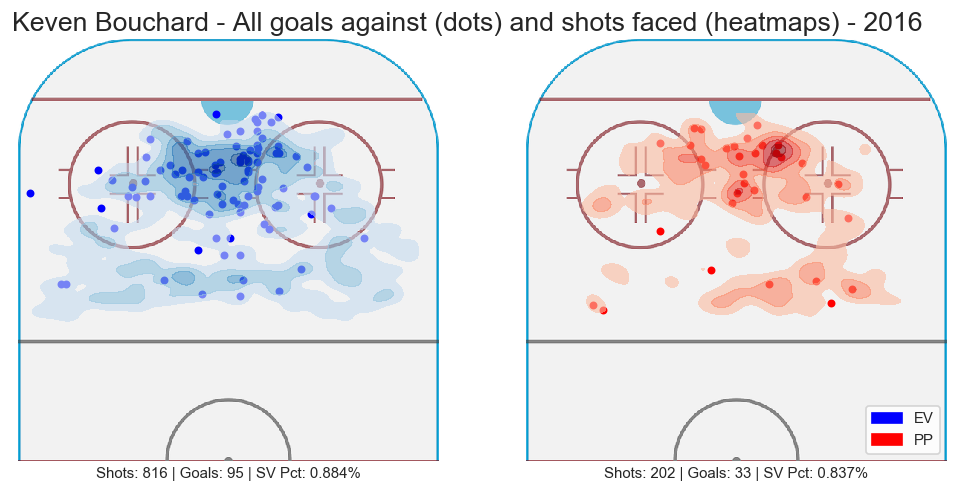 Keven Bouchard - All goals against (dots) and shots faced (heatmaps) - 2016
EV
PP
Shots: 816 | Goals: 95 | SV Pct: 0.884%
Shots: 202 | Goals: 33 | SV Pct: 0.837%